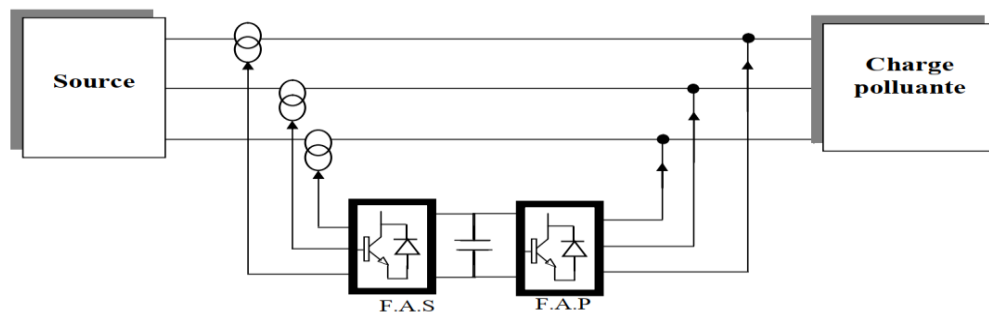 Source
Charge
polluante
F.A.S
F.A.P